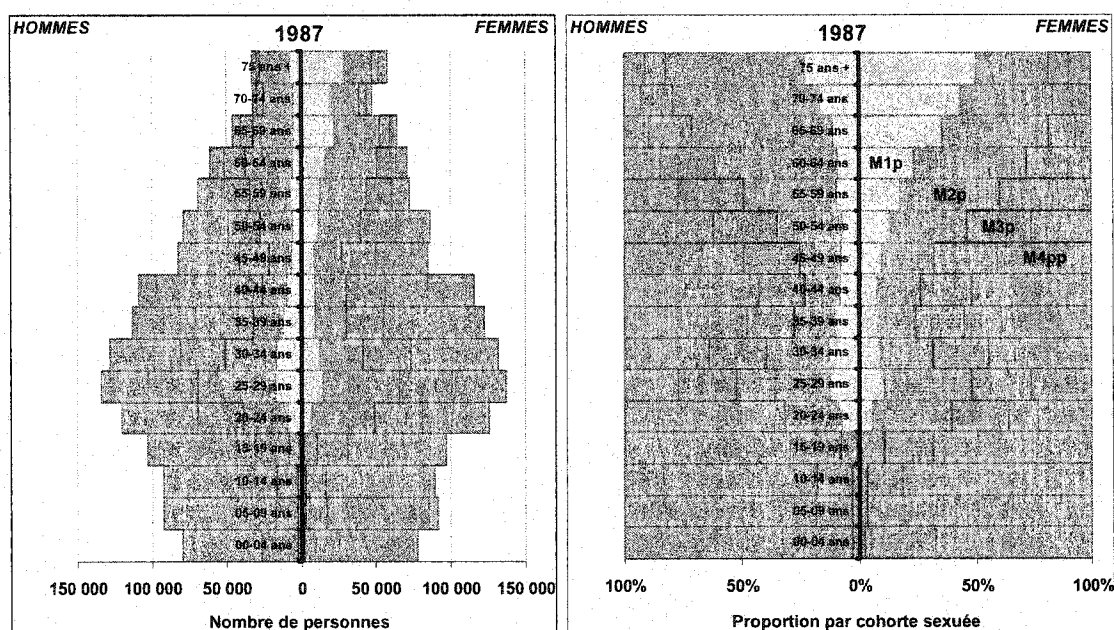 HOMMES
1987
FEMMES
75 ans +
70-74 ans
65-69 ans
60-64 ans
55-59 ans
50-54 ans
45-49 ans
40-44 ans
35-39 ans
30-34 ans
25-29 ans
20-24 ans
15-19 ans
10-14 ans
05-09 ans
00-04 ans
150 000 100 000 50 000 0 50 000 100 000 150 000
Nombre de personnes
HOMMES
1987
FEMMES
75 ans +
70-74 ans
65-69 ans
60-64 ans
M1p
55-59 ans
M2p
50-54 ans
M3p
45-49 ans
M4pp
40-44 ans
35-39 ans
30-34 ans
25-29 ans
20-24 ans
15-19 ans
10-14 ans
05-09 ans
00-04 ans
100% 50% 0% 50% 100%
Proportion par cohorte sexuée